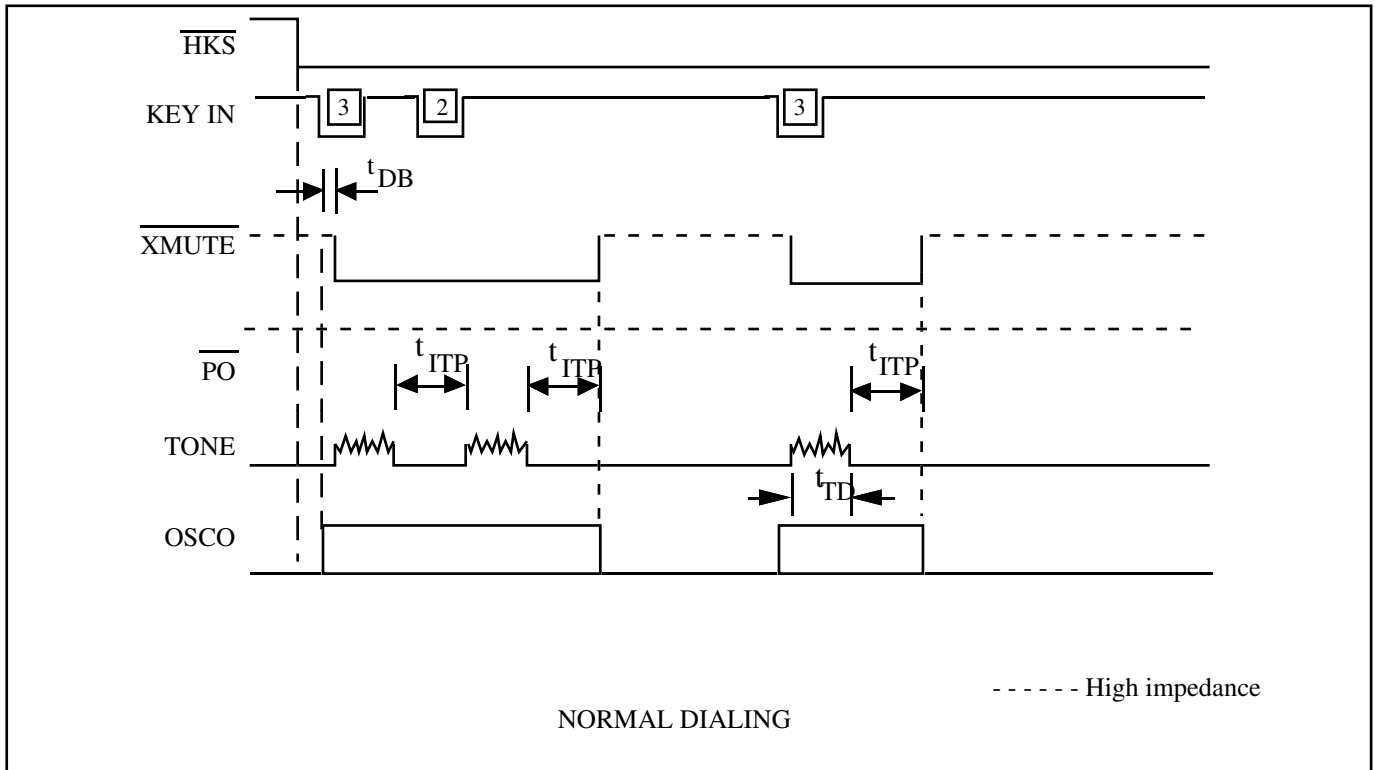 HKS
KEY IN
3
2
3
tDB
XMUTE
PO
tITP
tITP
tITP
TONE
tTD
OSCO
- - - - - - High impedance
NORMAL DIALING